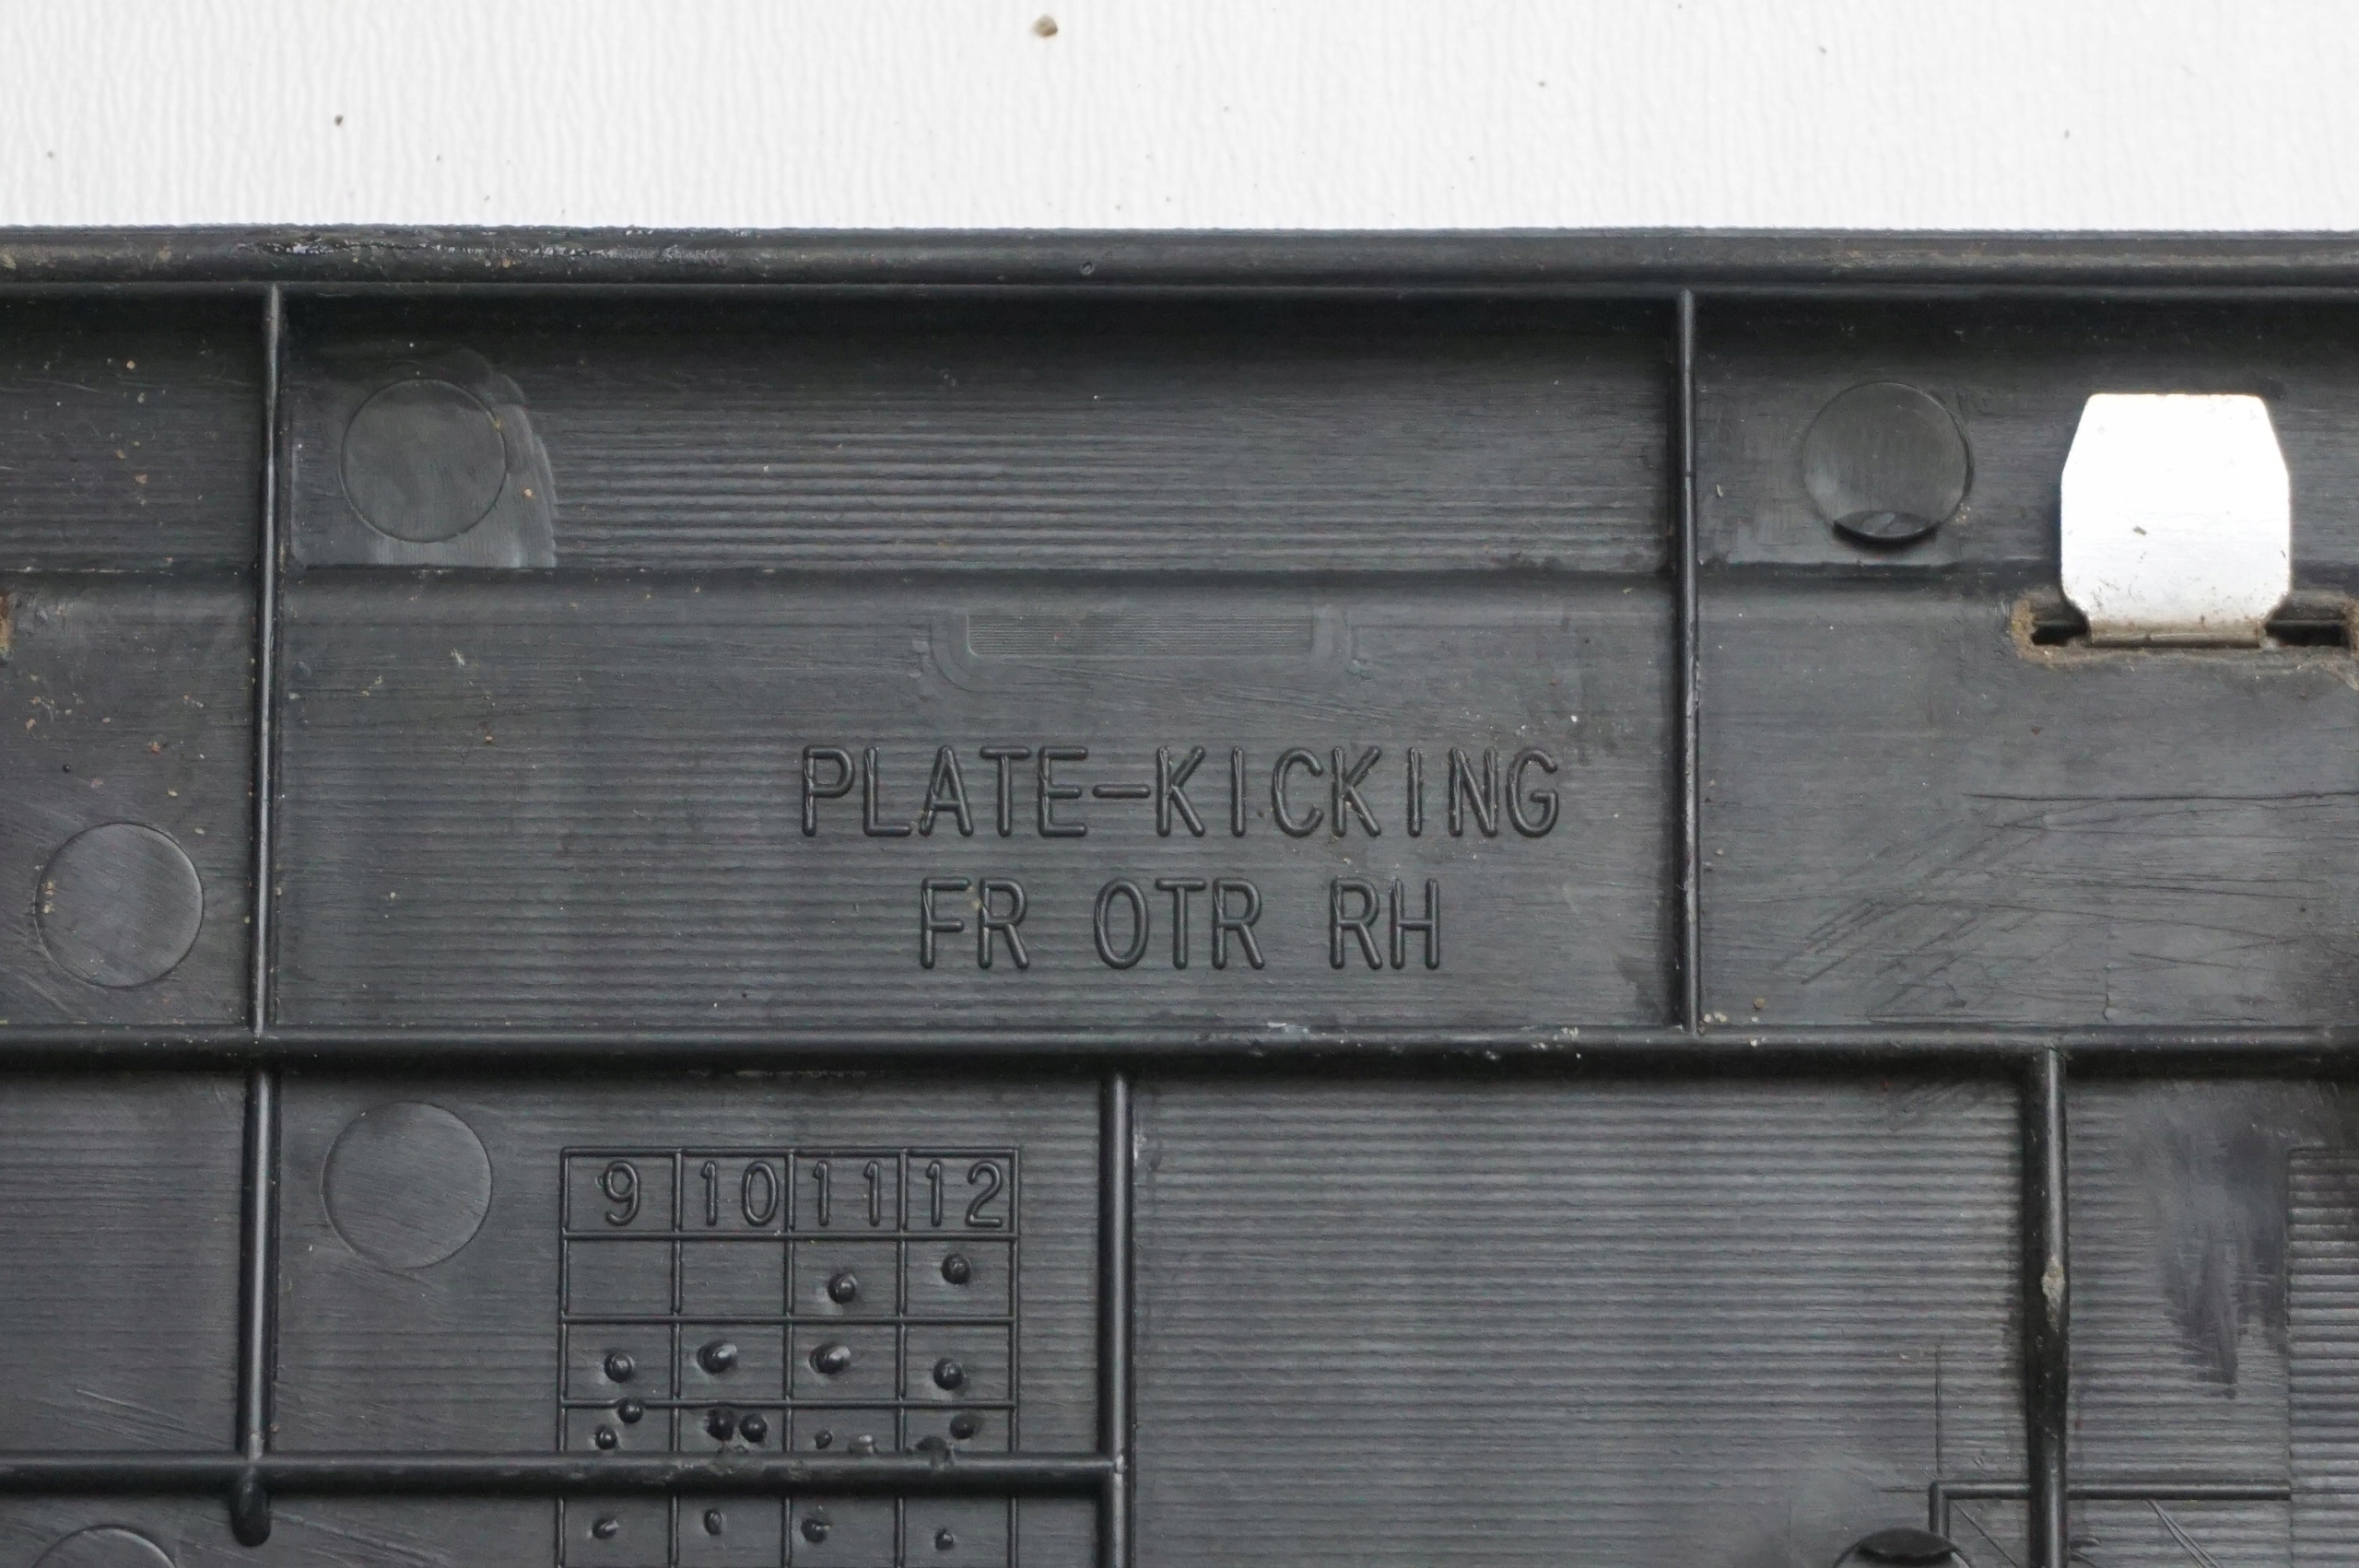 PLATE-KICKING
FR OTR RH
9 10 11 12